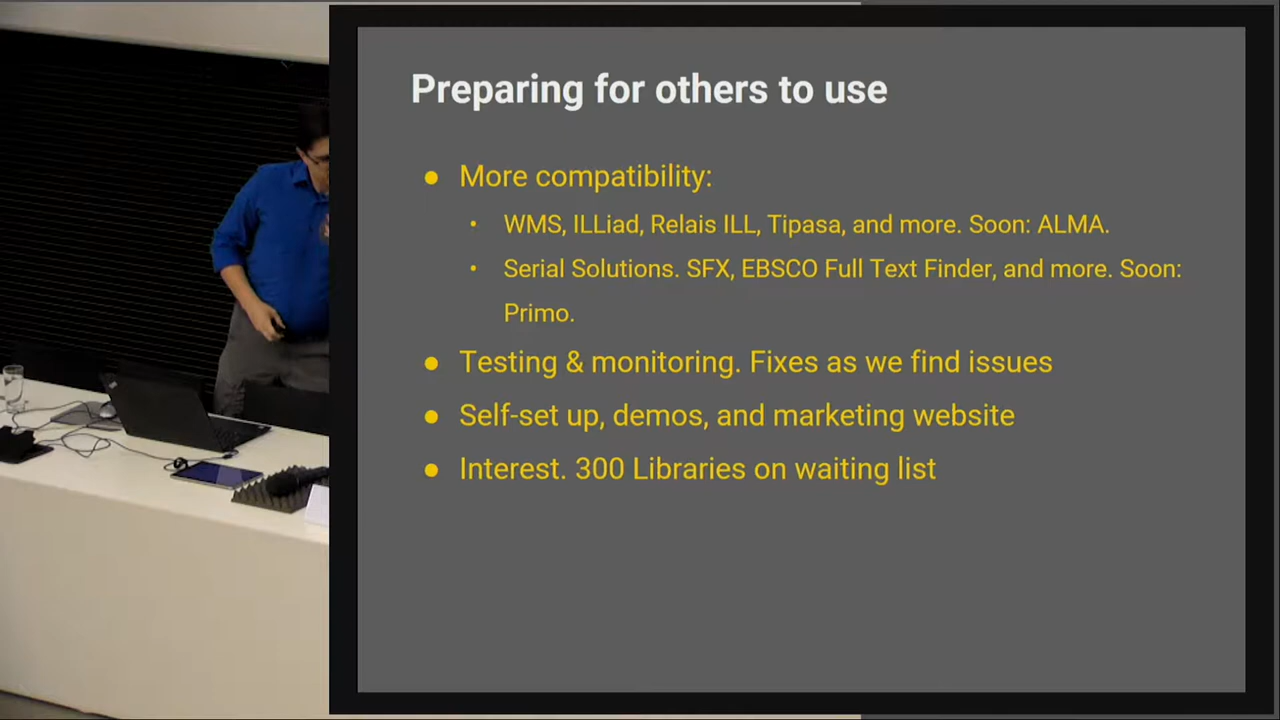 Preparing for others to use
● More compatibility:
• WMS, ILLiad, Relais ILL, Tipasa, and more. Soon: ALMA.
• Serial Solutions. SFX, EBSCO Full Text Finder, and more. Soon:
Primo.
● Testing & monitoring. Fixes as we find issues
● Self-set up, demos, and marketing website
● Interest. 300 Libraries on waiting list